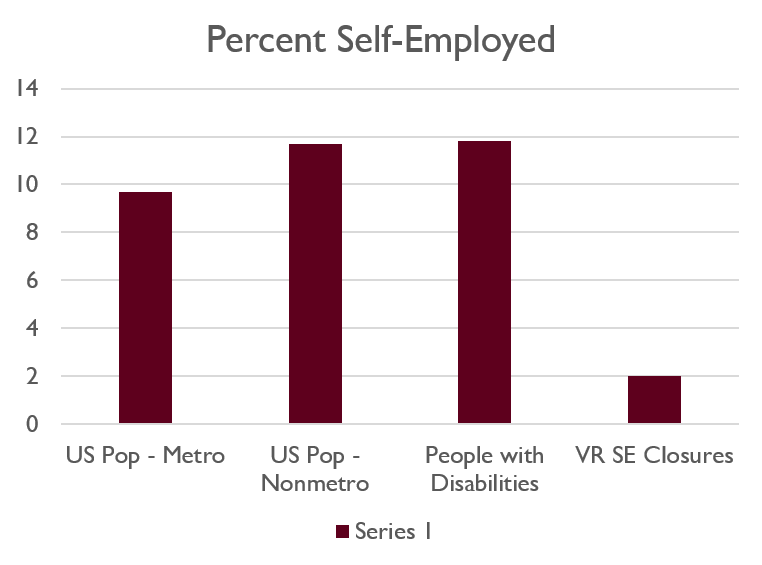 Percent Self-Employed
14
12
10
8
6
4
2
0
US Pop - Metro
US Pop -
Nonmetro
People with
Disabilities
VR SE Closures
Series 1